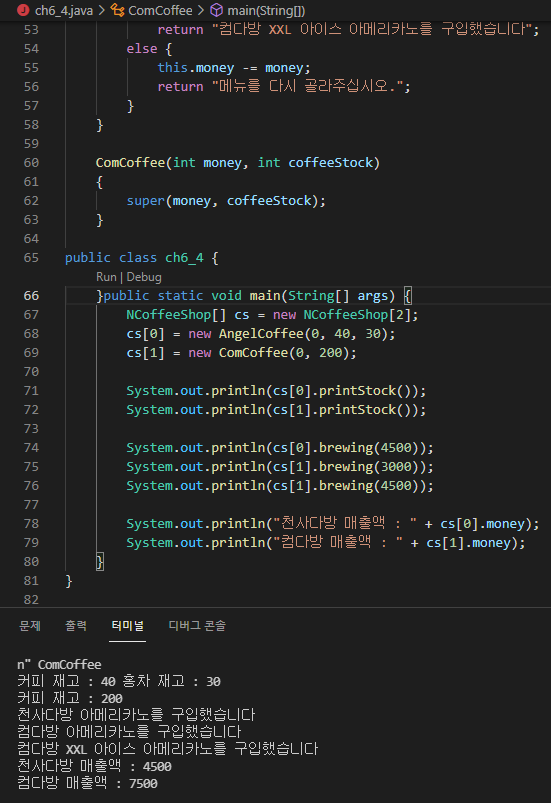 ch6_4.java > ComCoffee > main(String[])
53 return "컴다방 XXL 아이스 아메리카노를 구입했습니다";
54 else {
55 this.money -= money;
56 return "메뉴를 다시 골라주십시오.";
57 }
58 }
59
60 ComCoffee(int money, int coffeeStock)
61 {
62 super(money, coffeeStock);
63 }
64
65 public class ch6_4 {
Run | Debug
66 }public static void main(String[] args) {
67 NCoffeeShop[] cs = new NCoffeeShop[2];
68 cs[0] = new AngelCoffee(0, 40, 30);
69 cs[1] = new ComCoffee(0, 200);
70
71 System.out.println(cs[0].printStock());
72 System.out.println(cs[1].printStock());
73
74 System.out.println(cs[0].brewing(4500));
75 System.out.println(cs[1].brewing(3000));
76 System.out.println(cs[1].brewing(4500));
77
78 System.out.println("천사다방 매출액 : " + cs[0].money);
79 System.out.println("컴다방 매출액 : " + cs[1].money);
80 }
81 }
82
문제 출력 터미널 디버그 콘솔
n" ComCoffee
커피 재고 : 40 홍차 재고 : 30
커피 재고 : 200
천사다방 아메리카노를 구입했습니다
컴다방 아메리카노를 구입했습니다
컴다방 XXL 아이스 아메리카노를 구입했습니다
천사다방 매출액 : 4500
컴다방 매출액 : 7500